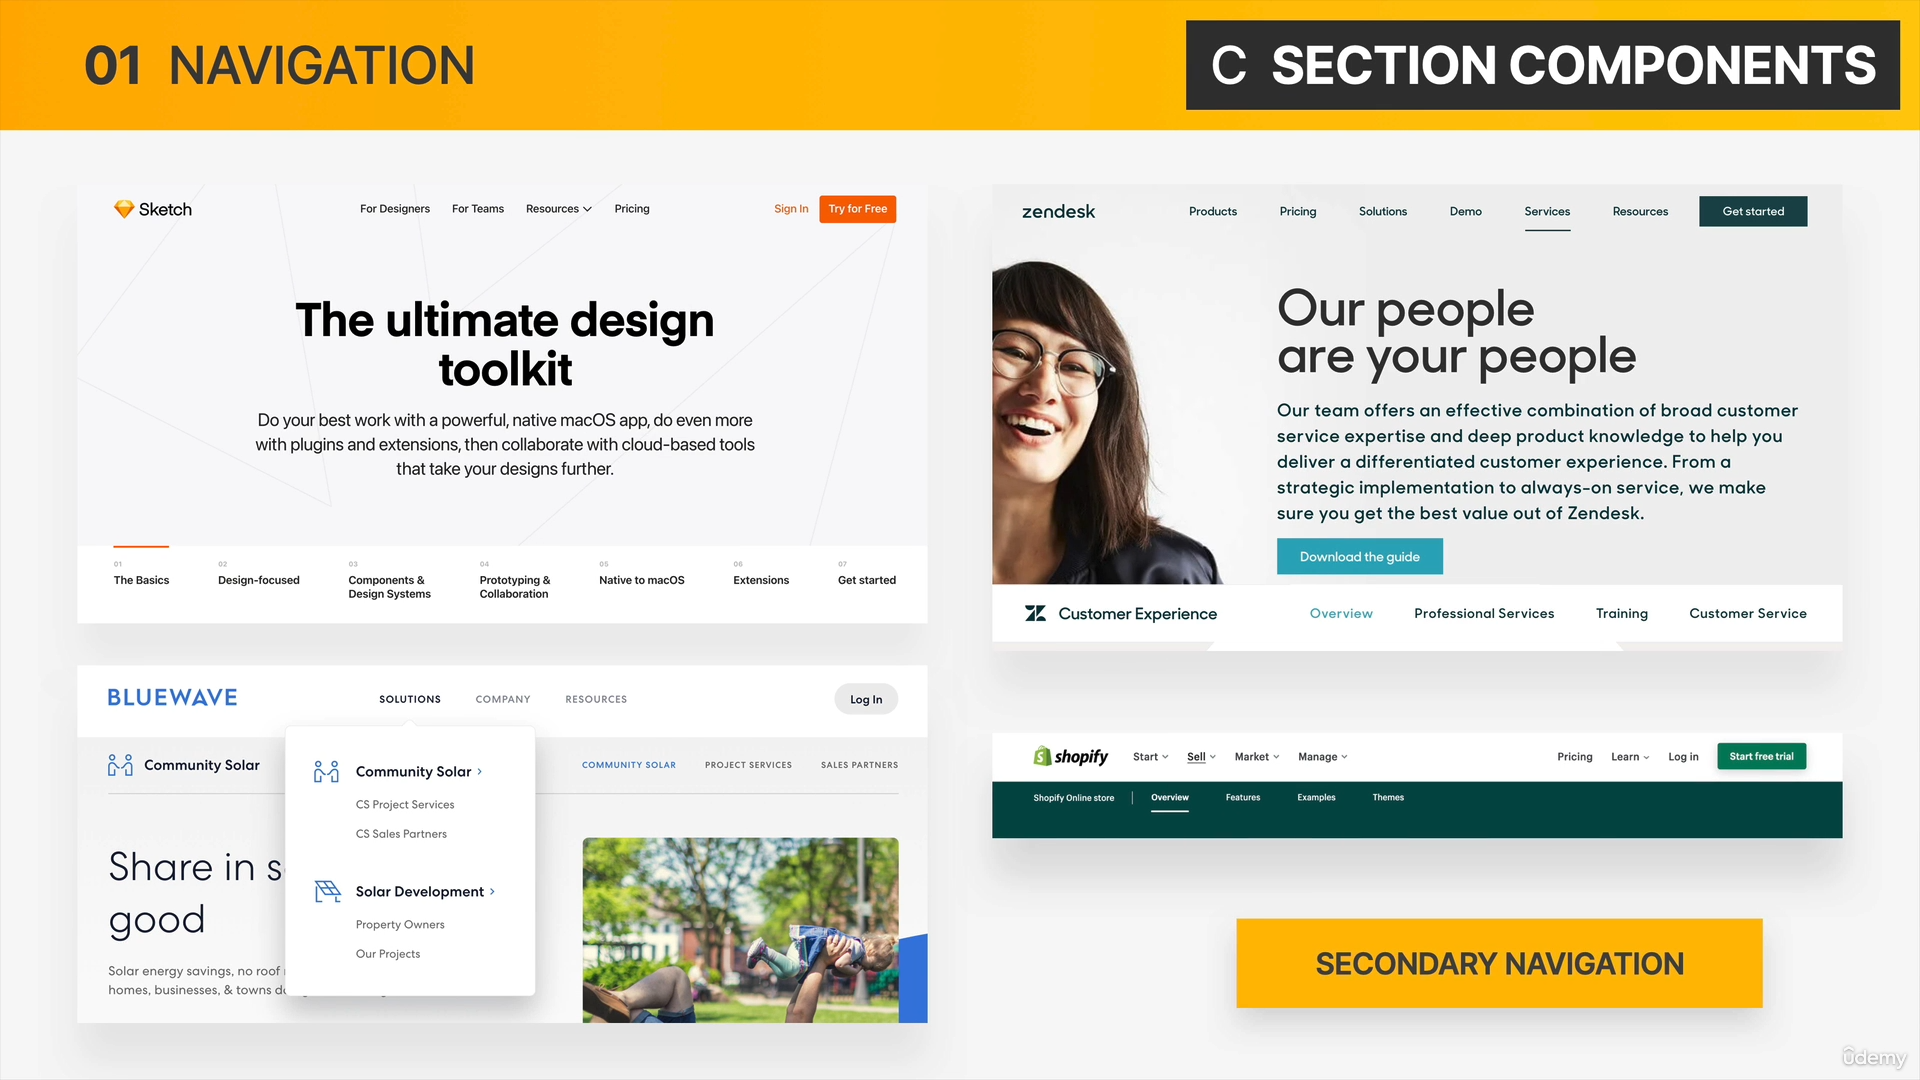 01 NAVIGATION
C SECTION COMPONENTS
Sketch
For Designers
For Teams
Resources
Pricing
Sign In
Try for Free
The ultimate design
toolkit
Do your best work with a powerful, native macOS app, do even more
with plugins and extensions, then collaborate with cloud-based tools
that take your designs further.
01
The Basics
02
Design-focused
03
Components &
Design Systems
04
Prototyping &
Collaboration
05
Native to macOS
06
Extensions
07
Get started
zendesk
Products
Pricing
Solutions
Demo
Services
Resources
Get started
Our people
are your people
Our team offers an effective combination of broad customer
service expertise and deep product knowledge to help you
deliver a differentiated customer experience. From a
strategic implementation to always-on service, we make
sure you get the best value out of Zendesk.
Download the guide
Customer Experience
Overview
Professional Services
Training
Customer Service
BLUEWAVE
SOLUTIONS
COMPANY
RESOURCES
Log In
Community Solar
COMMUNITY SOLAR
PROJECT SERVICES
SALES PARTNERS
Community Solar
CS Project Services
CS Sales Partners
Solar Development
Property Owners
Our Projects
Share in s
good
Solar energy savings, no roof
homes, businesses, & towns
shopify
Start
Sell
Market
Manage
Pricing
Learn
Log in
Start free trial
Shopify Online store
Overview
Features
Examples
Themes
SECONDARY NAVIGATION
ûdemy